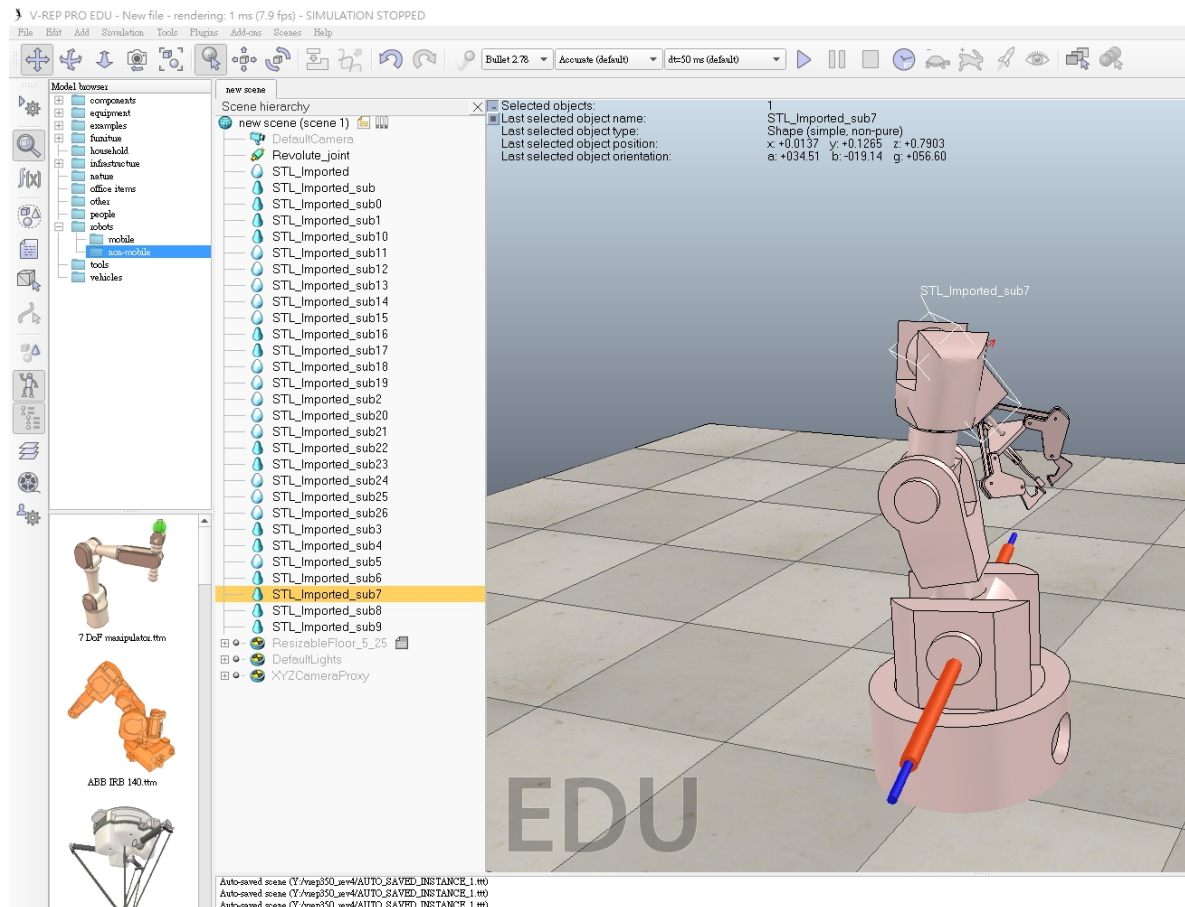 V-REP PRO EDU - New file - rendering: 1 ms (7.9 fps) - SIMULATION STOPPED
File Edit Add Simulation Tools Plugins Add-ons Scenes Help
Bullet 2.78 Accurate (default) dt=50 ms (default)
Model browser
components
equipment
examples
furniture
household
infrastructure
nature
office items
other
people
robots
mobile
non-mobile
tools
vehicles
7 DoF manipulator.ttm
ABB IRB 140.ttm
new scene
Scene hierarchy
new scene (scene 1)
DefaultCamera
Revolute_joint
STL_Imported
STL_Imported_sub
STL_Imported_sub0
STL_Imported_sub1
STL_Imported_sub10
STL_Imported_sub11
STL_Imported_sub12
STL_Imported_sub13
STL_Imported_sub14
STL_Imported_sub15
STL_Imported_sub16
STL_Imported_sub17
STL_Imported_sub18
STL_Imported_sub19
STL_Imported_sub2
STL_Imported_sub20
STL_Imported_sub21
STL_Imported_sub22
STL_Imported_sub23
STL_Imported_sub24
STL_Imported_sub25
STL_Imported_sub26
STL_Imported_sub3
STL_Imported_sub4
STL_Imported_sub5
STL_Imported_sub6
STL_Imported_sub7
STL_Imported_sub8
STL_Imported_sub9
ResizableFloor_5_25
DefaultLights
XYZCameraProxy
Selected objects: 1
Last selected object name: STL_Imported_sub7
Last selected object type: Shape (simple, non-pure)
Last selected object position: x: +0.0137 y: +0.1265 z: +0.7903
Last selected object orientation: a: +034.51 b: -019.14 g: +056.60
STL_Imported_sub7
EDU
Auto-saved scene (Y:/vrep350_rev4/AUTO_SAVED_INSTANCE_1.ttt)
Auto-saved scene (Y:/vrep350_rev4/AUTO_SAVED_INSTANCE_1.ttt)
Auto-saved scene (Y:/vrep350_rev4/AUTO_SAVED_INSTANCE_1.ttt)